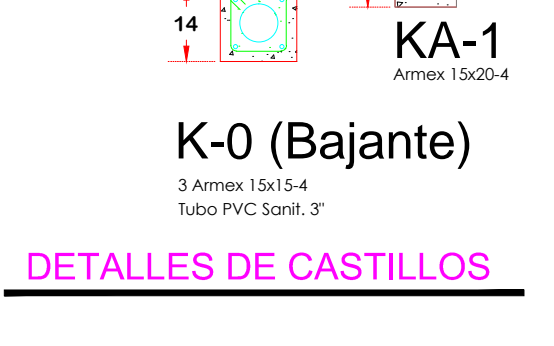 14
KA-1
Armex 15x20-4
K-0 (Bajante)
3 Armex 15x15-4
Tubo PVC Sanit. 3"
DETALLES DE CASTILLOS